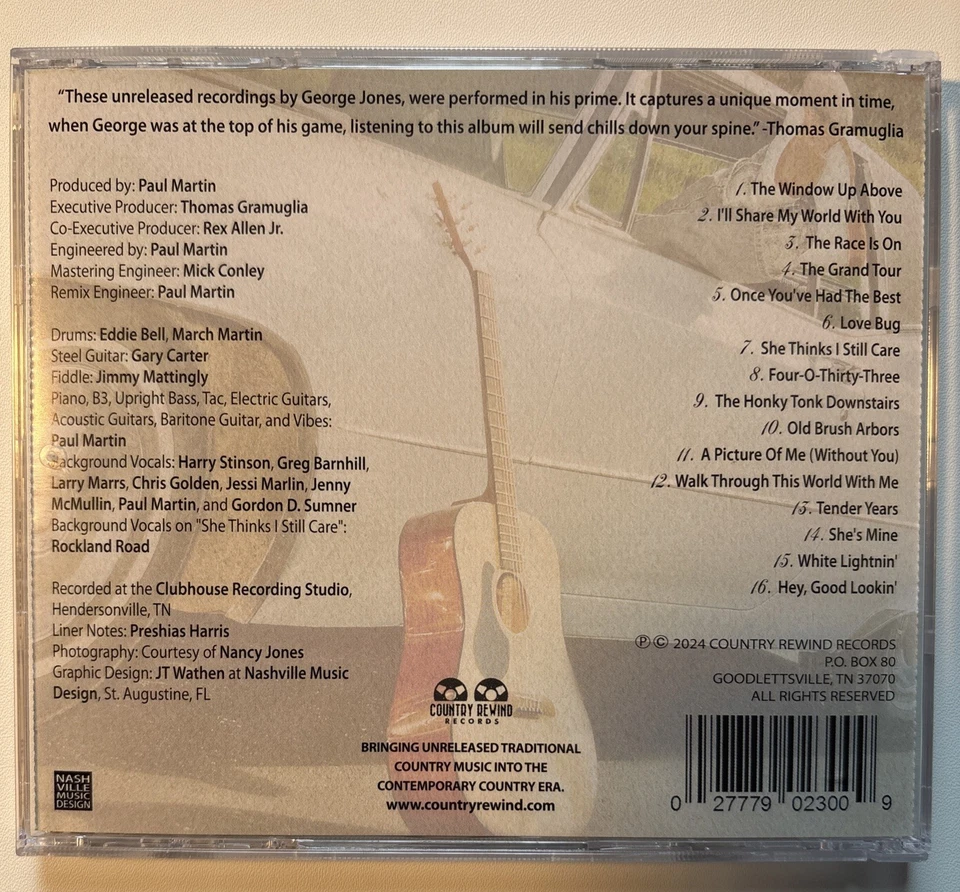 “These unreleased recordings by George Jones, were performed in his prime. It captures a unique moment in time,
when George was at the top of his game, listening to this album will send chills down your spine.” -Thomas Gramuglia
Produced by: Paul Martin
Executive Producer: Thomas Gramuglia
Co-Executive Producer: Rex Allen Jr.
Engineered by: Paul Martin
Mastering Engineer: Mick Conley
Remix Engineer: Paul Martin
Drums: Eddie Bell, March Martin
Steel Guitar: Gary Carter
Fiddle: Jimmy Mattingly
Piano, B3, Upright Bass, Tac, Electric Guitars,
Acoustic Guitars, Baritone Guitar, and Vibes:
Paul Martin
Background Vocals: Harry Stinson, Greg Barnhill,
Larry Marrs, Chris Golden, Jessi Marlin, Jenny
McMullin, Paul Martin, and Gordon D. Sumner
Background Vocals on "She Thinks I Still Care":
Rockland Road
Recorded at the Clubhouse Recording Studio,
Hendersonville, TN
Liner Notes: Preshias Harris
Photography: Courtesy of Nancy Jones
Graphic Design: JT Wathen at Nashville Music
Design, St. Augustine, FL
1. The Window Up Above
2. I'll Share My World With You
3. The Race Is On
4. The Grand Tour
5. Once You've Had The Best
6. Love Bug
7. She Thinks I Still Care
8. Four-O-Thirty-Three
9. The Honky Tonk Downstairs
10. Old Brush Arbors
11. A Picture Of Me (Without You)
12. Walk Through This World With Me
13. Tender Years
14. She's Mine
15. White Lightnin'
16. Hey, Good Lookin'
℗© 2024 COUNTRY REWIND RECORDS
P.O. BOX 80
GOODLETTSVILLE, TN 37070
ALL RIGHTS RESERVED
COUNTRY REWIND
RECORDS
BRINGING UNRELEASED TRADITIONAL
COUNTRY MUSIC INTO THE
CONTEMPORARY COUNTRY ERA.
www.countryrewind.com
NASH
VILLE
MUSIC
DESIGN
0 27779 02300 9